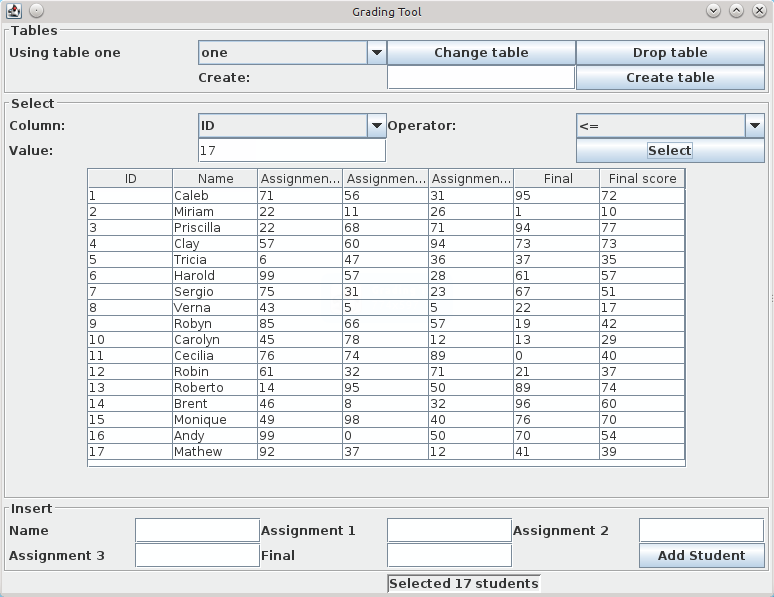 Grading Tool
Tables
Using table one one Change table Drop table
Create: Create table
Select
Column: ID Operator: <=
Value: 17 Select
ID Name Assignmen... Assignmen... Assignmen... Final Final score
1 Caleb 71 56 31 95 72
2 Miriam 22 11 26 1 10
3 Priscilla 22 68 71 94 77
4 Clay 57 60 94 73 73
5 Tricia 6 47 36 37 35
6 Harold 99 57 28 61 57
7 Sergio 75 31 23 67 51
8 Verna 43 5 5 22 17
9 Robyn 85 66 57 19 42
10 Carolyn 45 78 12 13 29
11 Cecilia 76 74 89 0 40
12 Robin 61 32 71 21 37
13 Roberto 14 95 50 89 74
14 Brent 46 8 32 96 60
15 Monique 49 98 40 76 70
16 Andy 99 0 50 70 54
17 Mathew 92 37 12 41 39
Insert
Name Assignment 1 Assignment 2
Assignment 3 Final Add Student
Selected 17 students